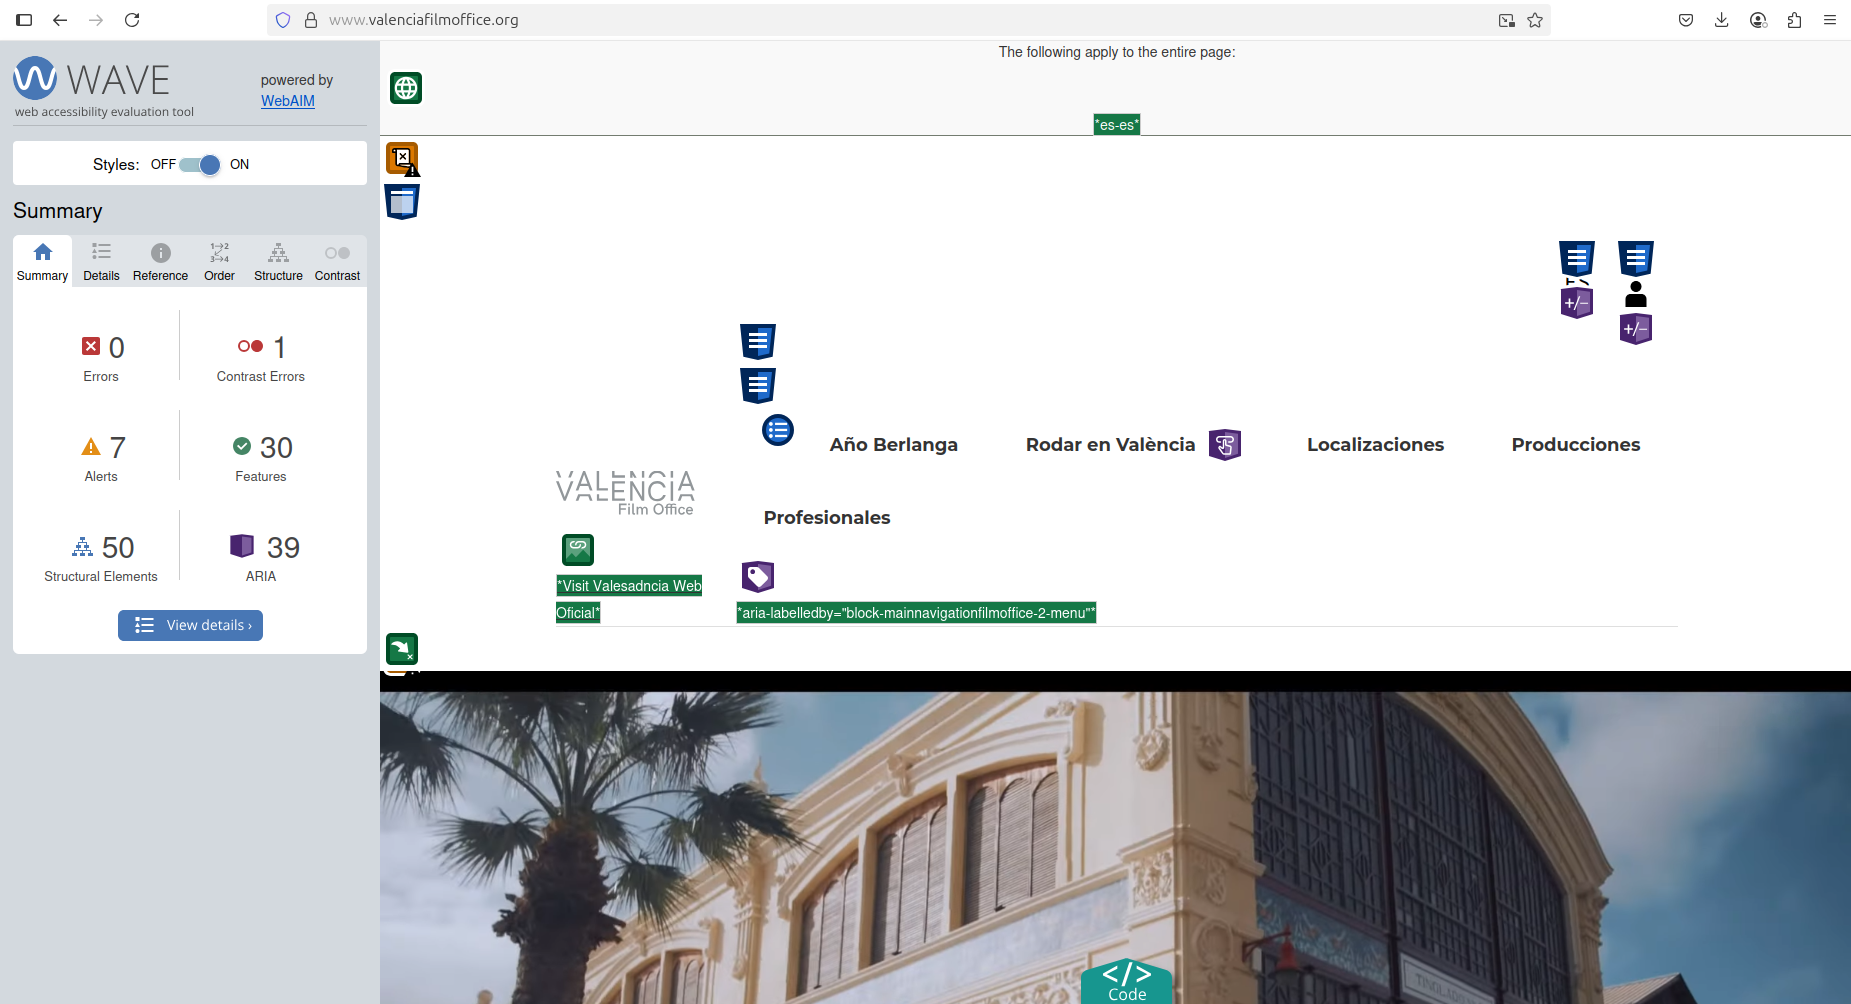 www.valenciafilmoffice.org
WAVE
web accessibility evaluation tool
powered by
WebAIM
Styles: OFF ON
Summary
Summary Details Reference Order Structure Contrast
0
Errors
1
Contrast Errors
7
Alerts
30
Features
50
Structural Elements
39
ARIA
View details ›
The following apply to the entire page:
*es-es*
Año Berlanga Rodar en València Localizaciones Producciones
VALENCIA
VALENCIA
Film Office
Profesionales
*Visit Valesadncia Web
Oficial*
*aria-labelledby="block-mainnavigationfilmoffice-2-menu"*
</>
Code